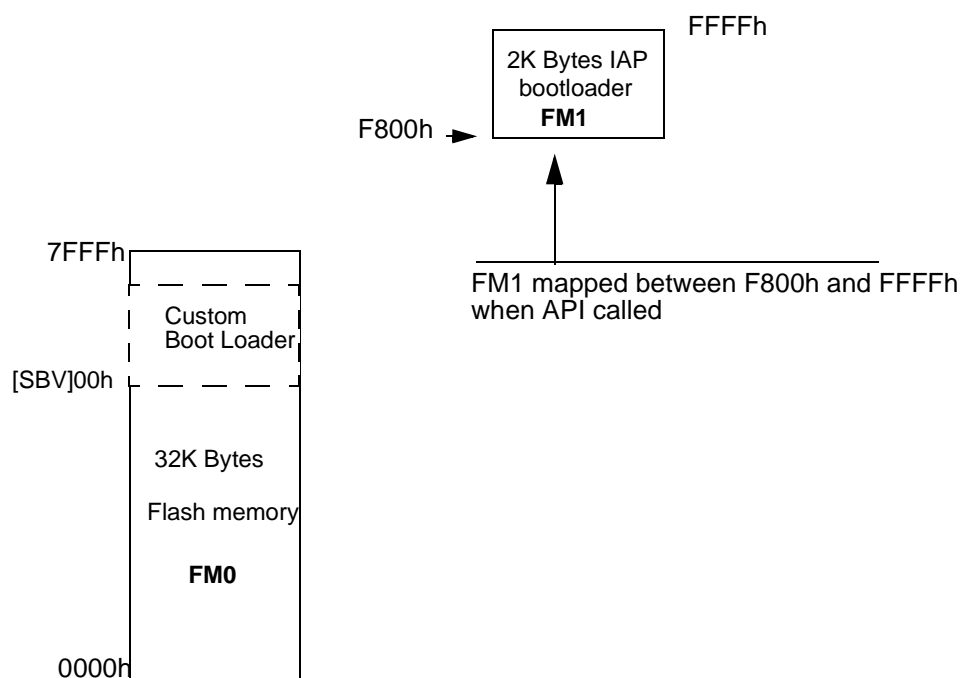 FFFFh
2K Bytes IAP
bootloader
FM1
F800h
7FFFh
FM1 mapped between F800h and FFFFh
when API called
Custom
Boot Loader
[SBV]00h
32K Bytes
Flash memory
FM0
0000h